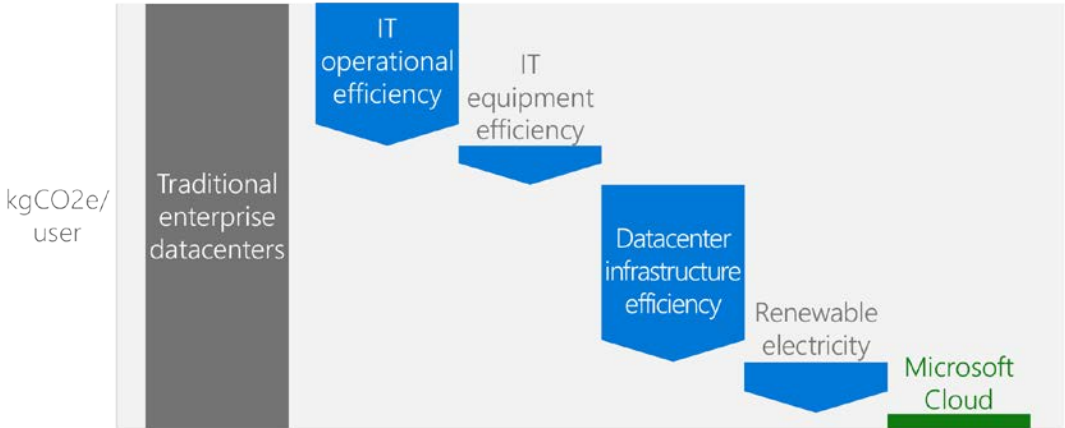 kgCO2e/
user
Traditional
enterprise
datacenters
IT
operational
efficiency
IT
equipment
efficiency
Datacenter
infrastructure
efficiency
Renewable
electricity
Microsoft
Cloud